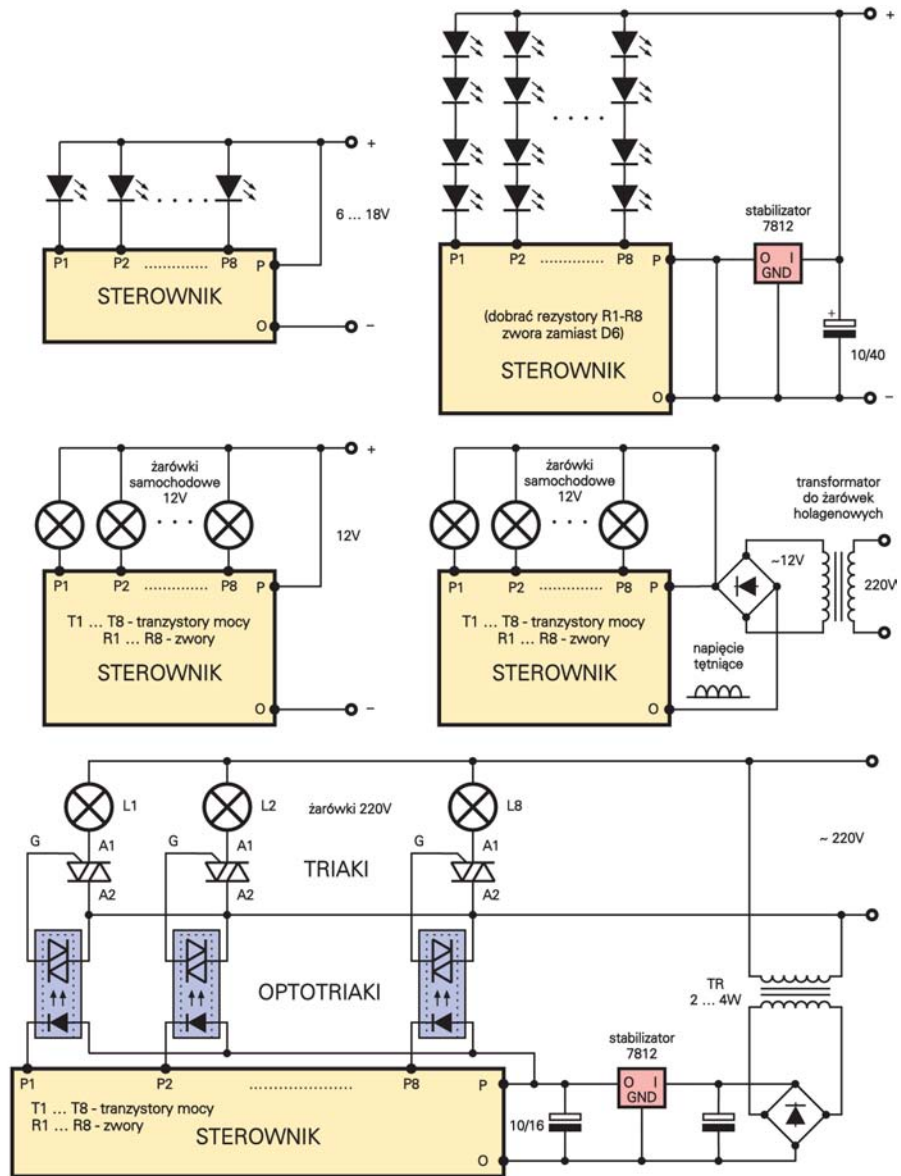 +
6 ... 18V
P1
P2
..............
P8
P
STEROWNIK
O
−
+
stabilizator
7812
P1
P2
..............
P8
P
O I
GND
(dobrać rezystory R1-R8
zwora zamiast D6)
STEROWNIK
+
10/40
O
−
żarówki
samochodowe
12V
+
12V
P1
P2
..............
P8
P
T1 ... T8 - tranzystory mocy
R1 ... R8 - zwory
STEROWNIK
O
−
żarówki
samochodowe
12V
transformator
do żarówek
holagenowych
~12V
220V
P1
P2
..............
P8
P
T1 ... T8 - tranzystory mocy
R1 ... R8 - zwory
STEROWNIK
napięcie
tętniące
O
L1
L2
żarówki 220V
L8
G
A1
G
A1
G
A1
~ 220V
TRIAKI
A2
A2
A2
OPTOTRIAKI
TR
2 ... 4W
stabilizator
7812
P1
P2
............................
P8
P
O I
GND
T1 ... T8 - tranzystory mocy
R1 ... R8 - zwory
STEROWNIK
10/16
O